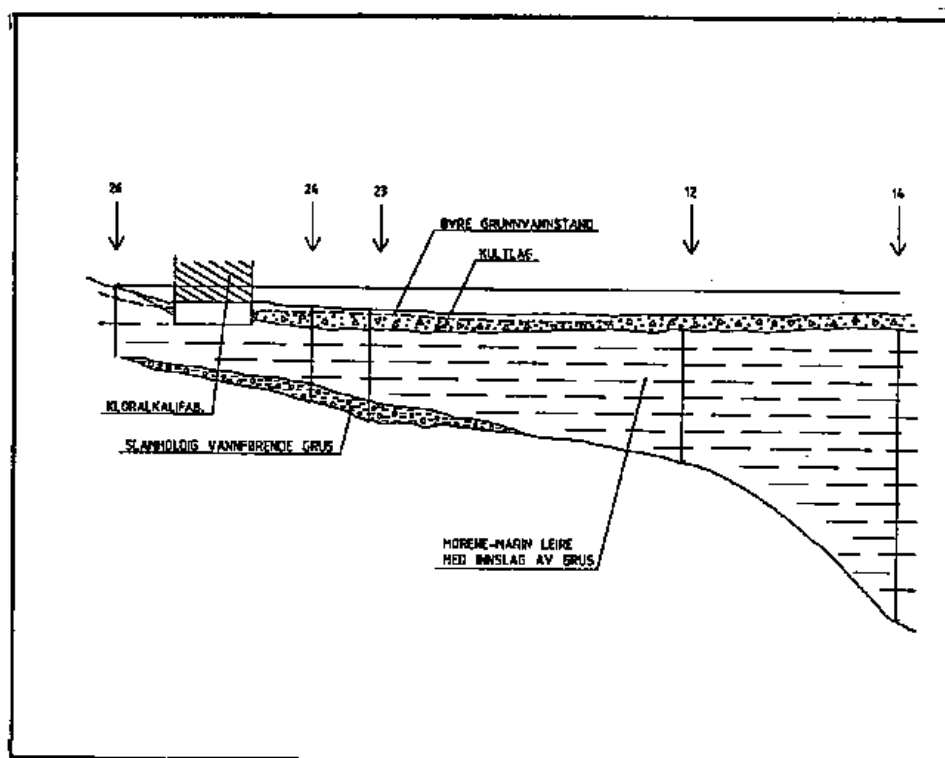 26 24 23 12 14
ØVRE GRUNNVANNSTAND
KULTLAG
KLORALKALIFAB.
SLAMHOLDIG VANNFØRENDE GRUS
MORENE-MARIN LEIRE
MED INNSLAG AV GRUS